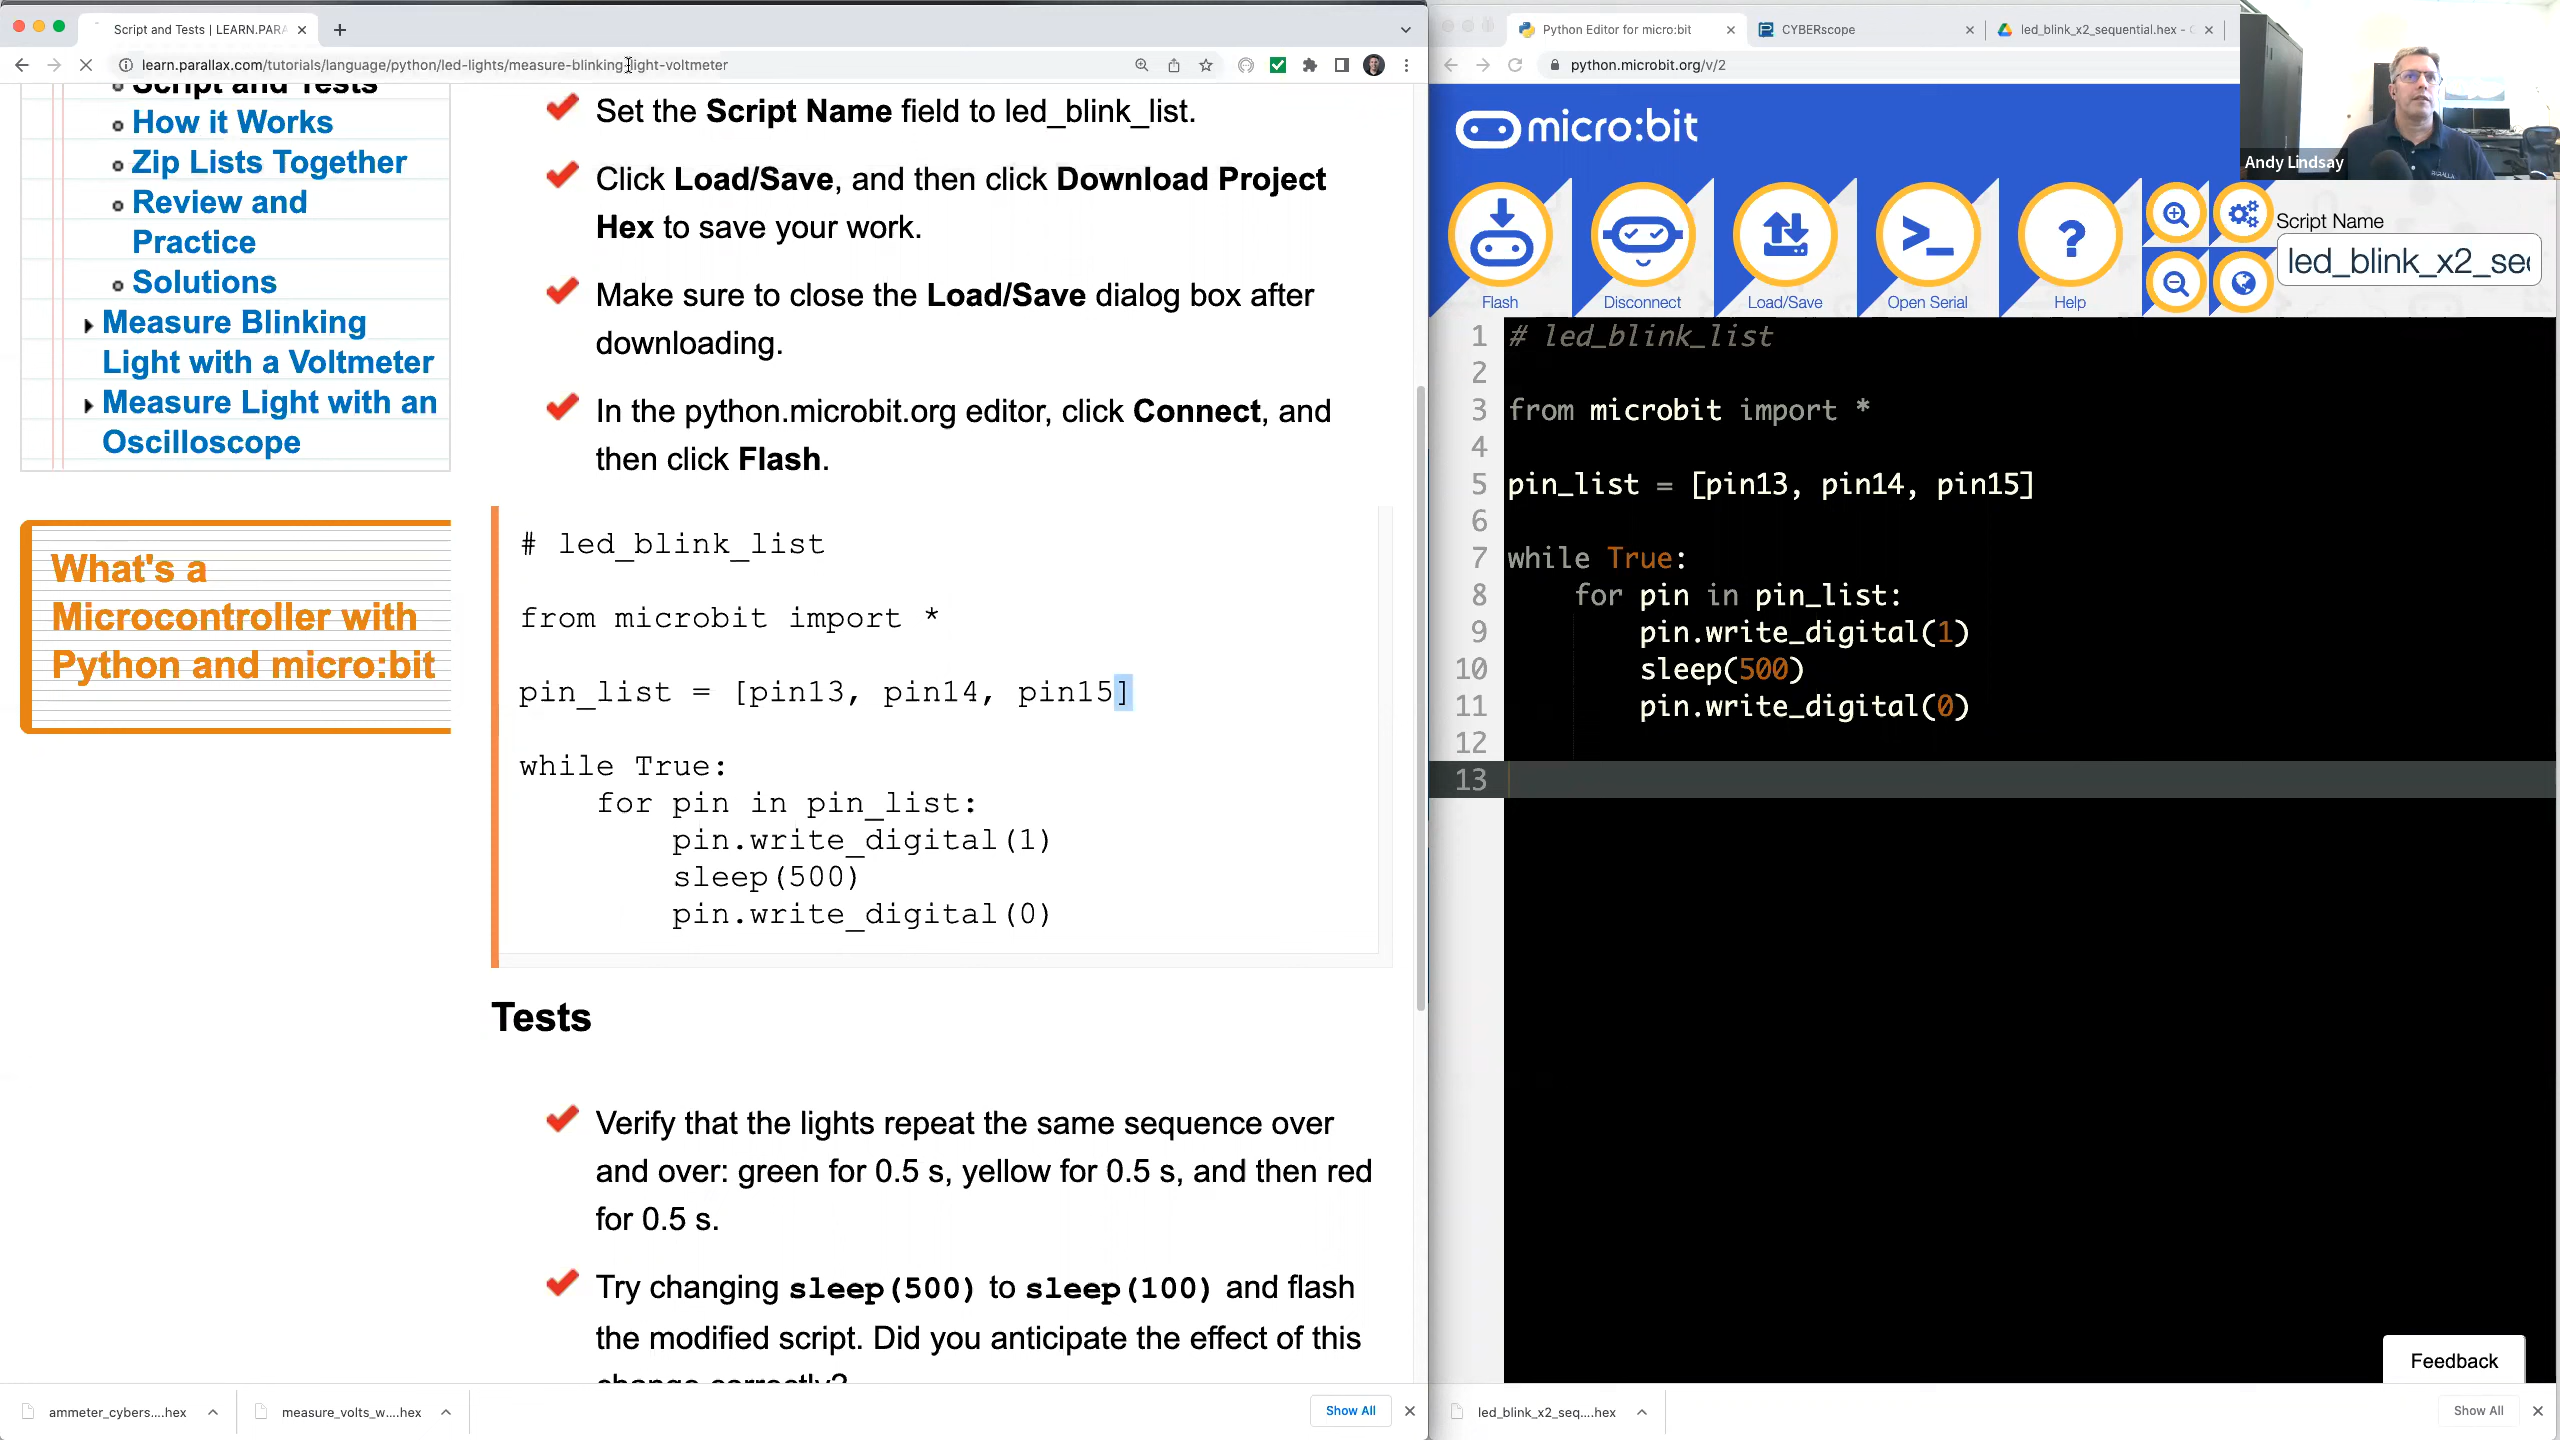 Script and Tests | LEARN.PARA
learn.parallax.com/tutorials/language/python/led-lights/measure-blinking-light-voltmeter
Script and Tests
How it Works
Zip Lists Together
Review and
Practice
Solutions
Measure Blinking
Light with a Voltmeter
Measure Light with an
Oscilloscope
What's a
Microcontroller with
Python and micro:bit
Set the Script Name field to led_blink_list.
Click Load/Save, and then click Download Project
Hex to save your work.
Make sure to close the Load/Save dialog box after
downloading.
In the python.microbit.org editor, click Connect, and
then click Flash.
# led_blink_list
from microbit import *
pin_list = [pin13, pin14, pin15]
while True:
    for pin in pin_list:
        pin.write_digital(1)
        sleep(500)
        pin.write_digital(0)
Tests
Verify that the lights repeat the same sequence over
and over: green for 0.5 s, yellow for 0.5 s, and then red
for 0.5 s.
Try changing sleep(500) to sleep(100) and flash
the modified script. Did you anticipate the effect of this
change correctly?
ammeter_cybers....hex
measure_volts_w....hex
Show All
Python Editor for micro:bit
CYBERscope
led_blink_x2_sequential.hex -
python.microbit.org/v/2
Andy Lindsay
micro:bit
Flash
Disconnect
Load/Save
Open Serial
Help
Script Name
led_blink_x2_se
1 # led_blink_list
2
3 from microbit import *
4
5 pin_list = [pin13, pin14, pin15]
6
7 while True:
8     for pin in pin_list:
9         pin.write_digital(1)
10         sleep(500)
11         pin.write_digital(0)
12
13
Feedback
led_blink_x2_seq....hex
Show All